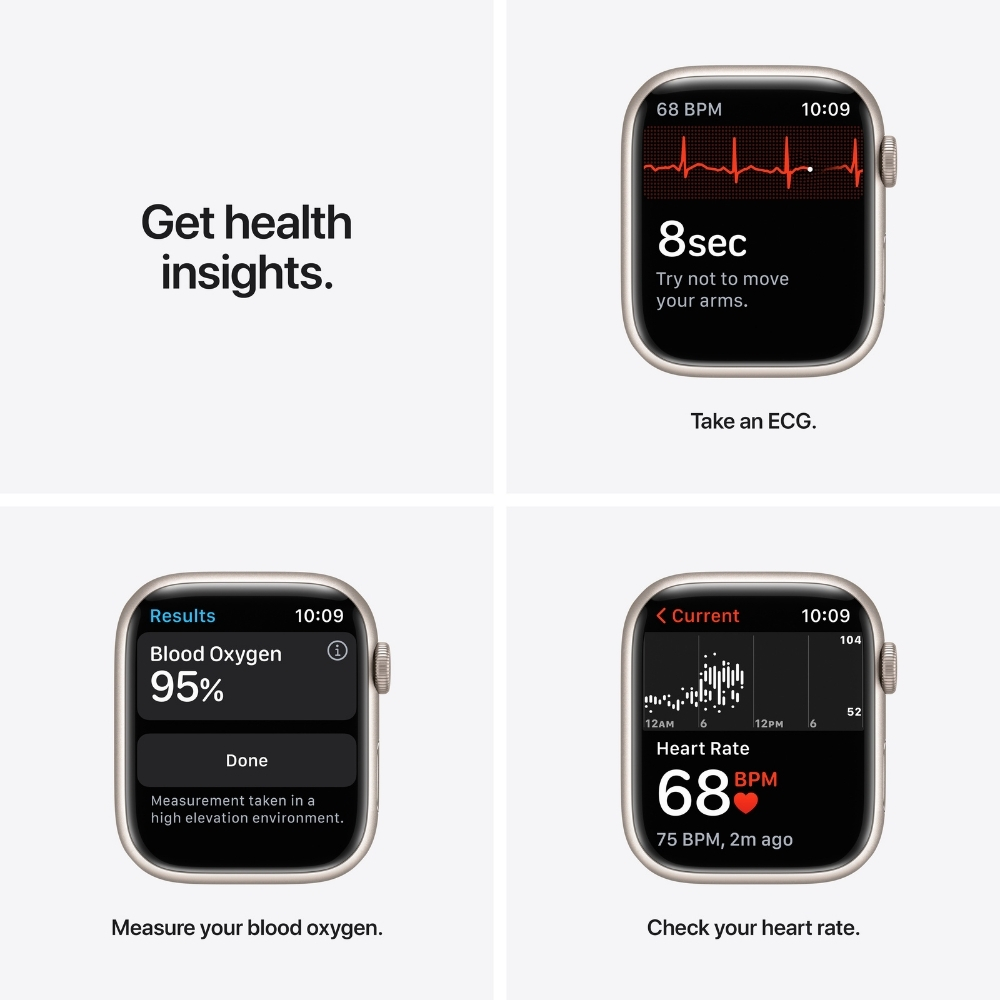 Get health
insights.
68 BPM 10:09
8sec
Try not to move
your arms.
Take an ECG.
Results 10:09
Blood Oxygen
95%
Done
Measurement taken in a
high elevation environment.
Measure your blood oxygen.
Current 10:09
104
52
12AM 6 12PM 6
Heart Rate
68 BPM
75 BPM, 2m ago
Check your heart rate.